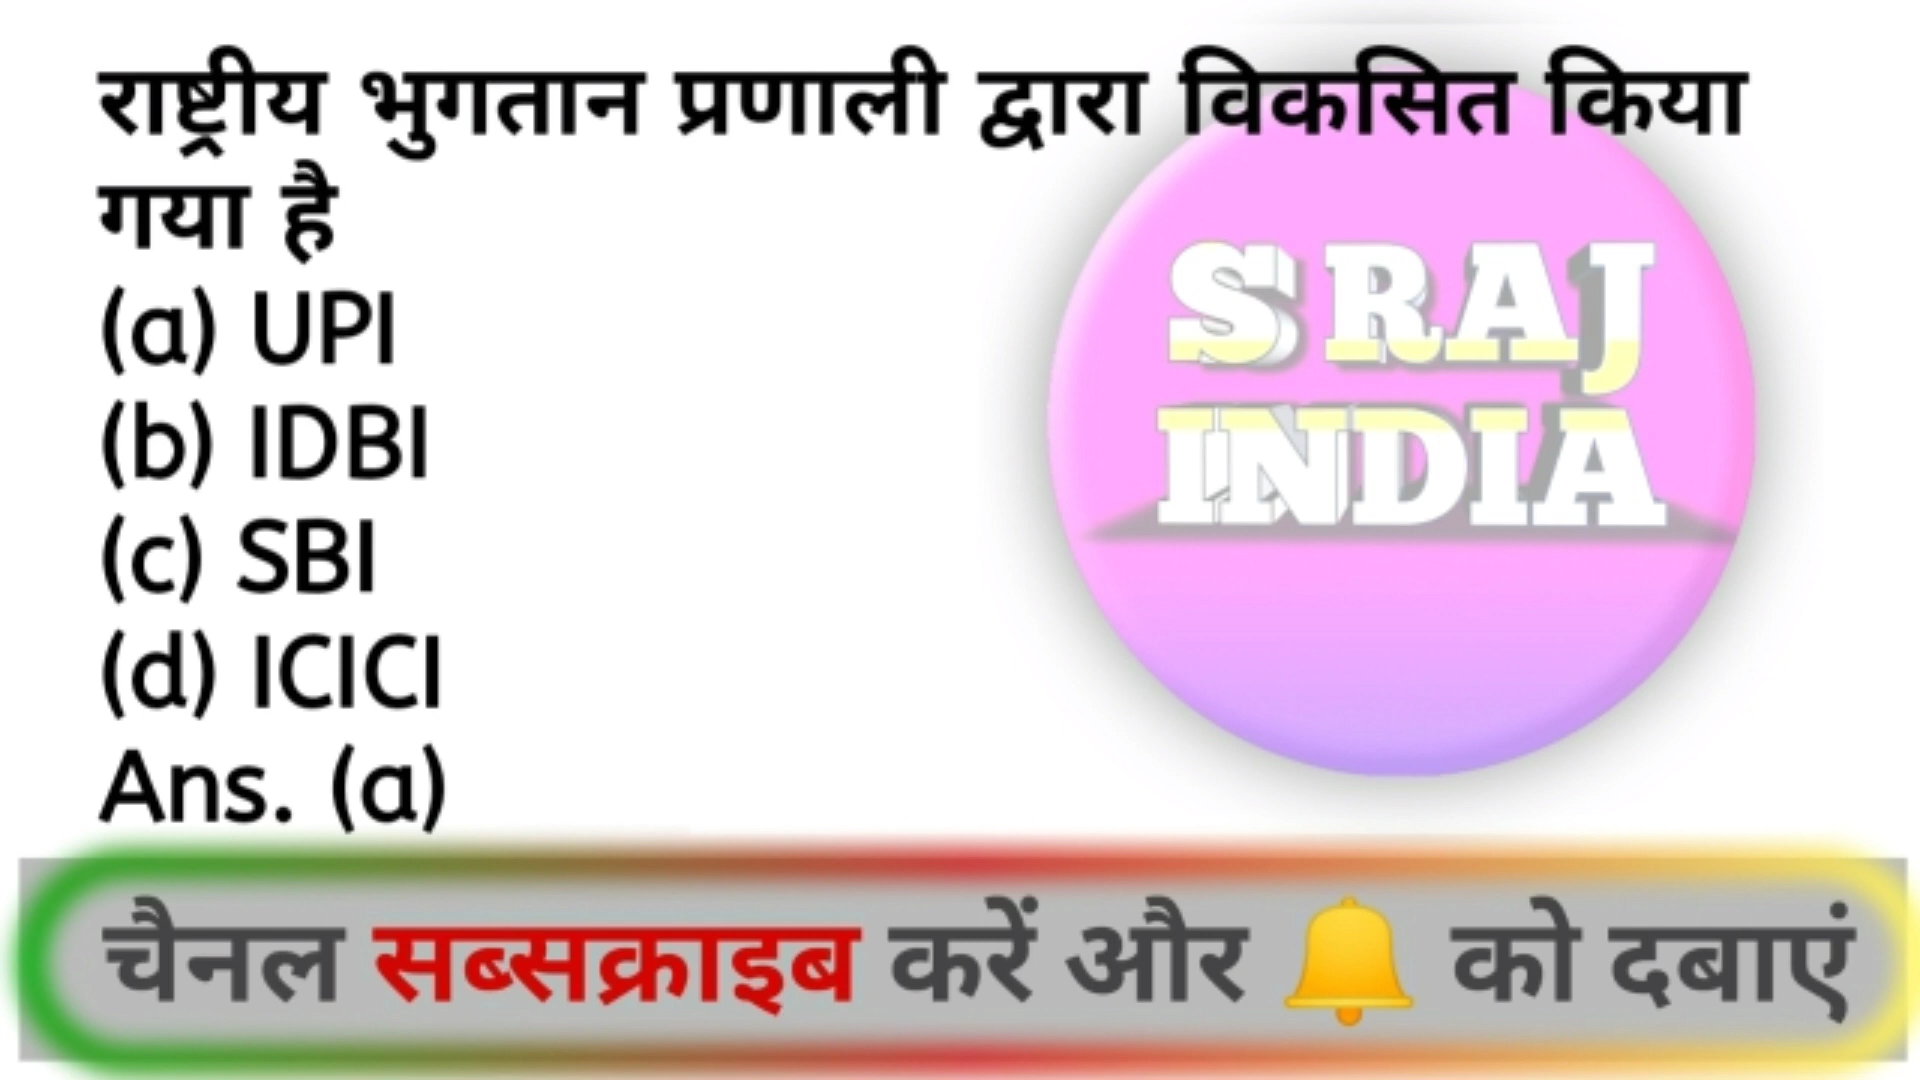 राष्ट्रीय भुगतान प्रणाली द्वारा विकसित किया
गया है
(a) UPI
(b) IDBI
(c) SBI
(d) ICICI
Ans. (a)
S RAJ
INDIA
चैनल सब्सक्राइब करें और 🔔 को दबाएं